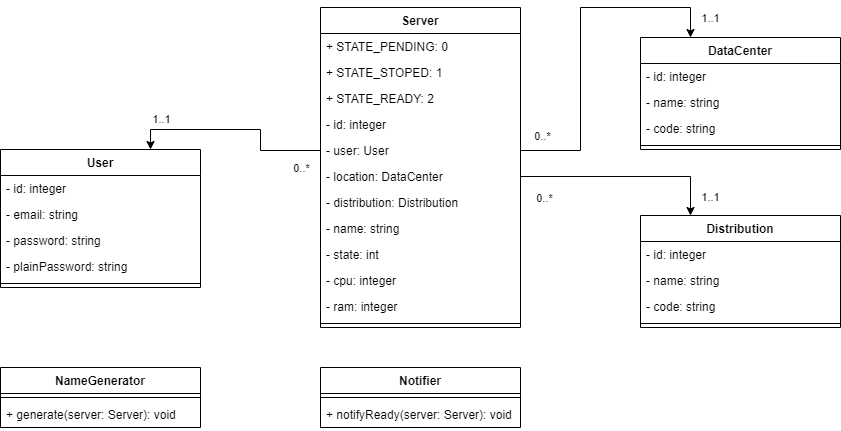 Server
+ STATE_PENDING: 0
+ STATE_STOPED: 1
+ STATE_READY: 2
- id: integer
- user: User
- location: DataCenter
- distribution: Distribution
- name: string
- state: int
- cpu: integer
- ram: integer
1..1
0..*
User
- id: integer
- email: string
- password: string
- plainPassword: string
0..*
1..1
DataCenter
- id: integer
- name: string
- code: string
0..*
1..1
Distribution
- id: integer
- name: string
- code: string
NameGenerator
+ generate(server: Server): void
Notifier
+ notifyReady(server: Server): void